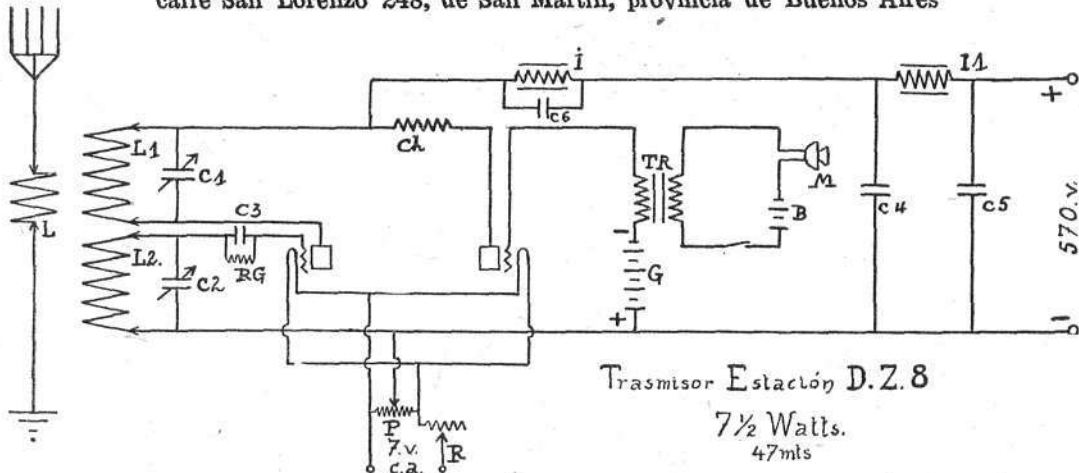 calle San Lorenzo 248, de San Martín, provincia de Buenos Aires
İ
I1
+
C6
L1
Ch
TR
M
C1
L
C3
B
C4
C5
570.v.
L2.
RG
C2
-
G
+
-
Trasmisor Estación D.Z.8
P
7.v.
c.a.
R
7½ Watts.
47mts